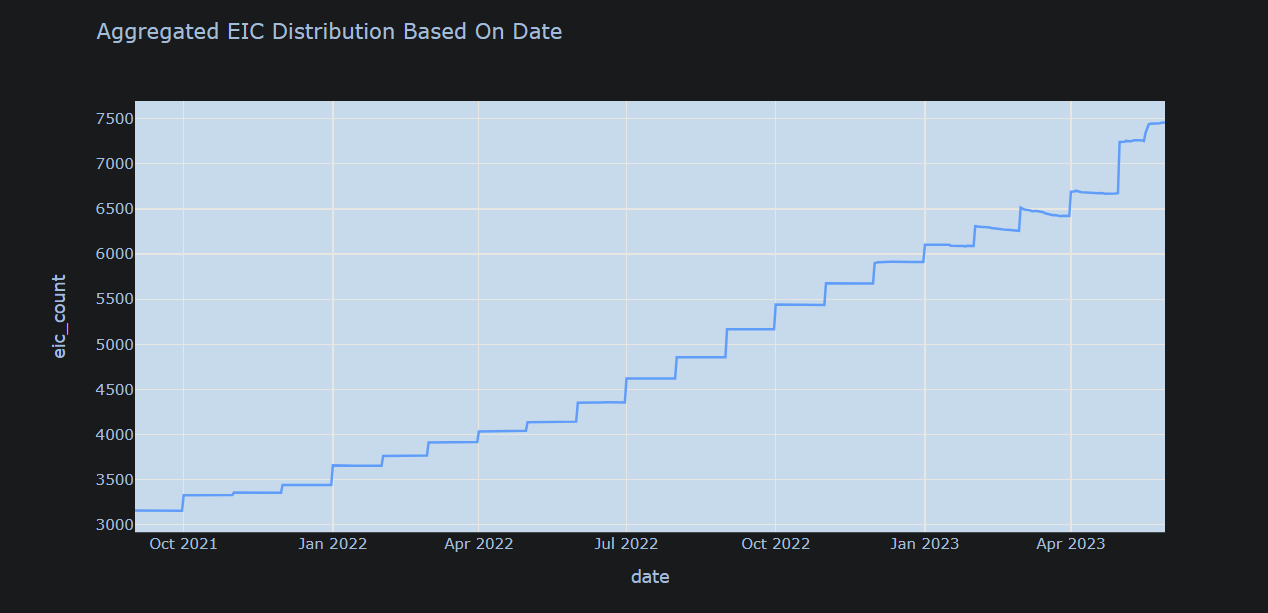 Aggregated EIC Distribution Based On Date
7500
7000
6500
6000
5500
5000
4500
4000
3500
3000
eic_count
Oct 2021 Jan 2022 Apr 2022 Jul 2022 Oct 2022 Jan 2023 Apr 2023
date